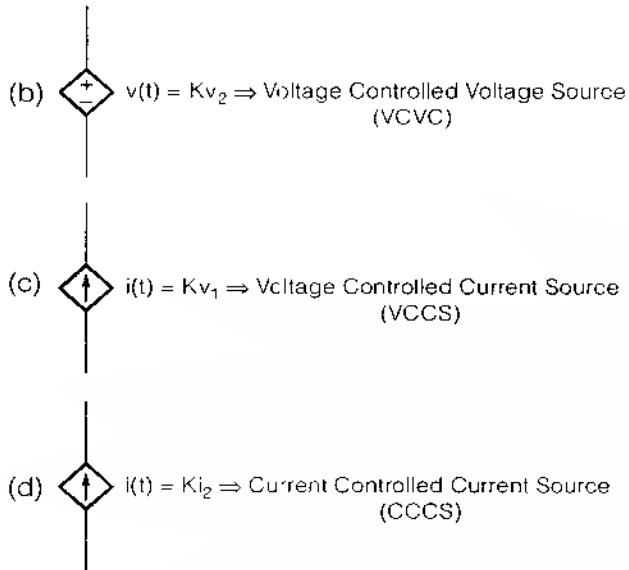 (b) + − v(t) = Kv₂ ⇒ Voltage Controlled Voltage Source
(VCVC)
(c) i(t) = Kv₁ ⇒ Voltage Controlled Current Source
(VCCS)
(d) i(t) = Ki₂ ⇒ Current Controlled Current Source
(CCCS)